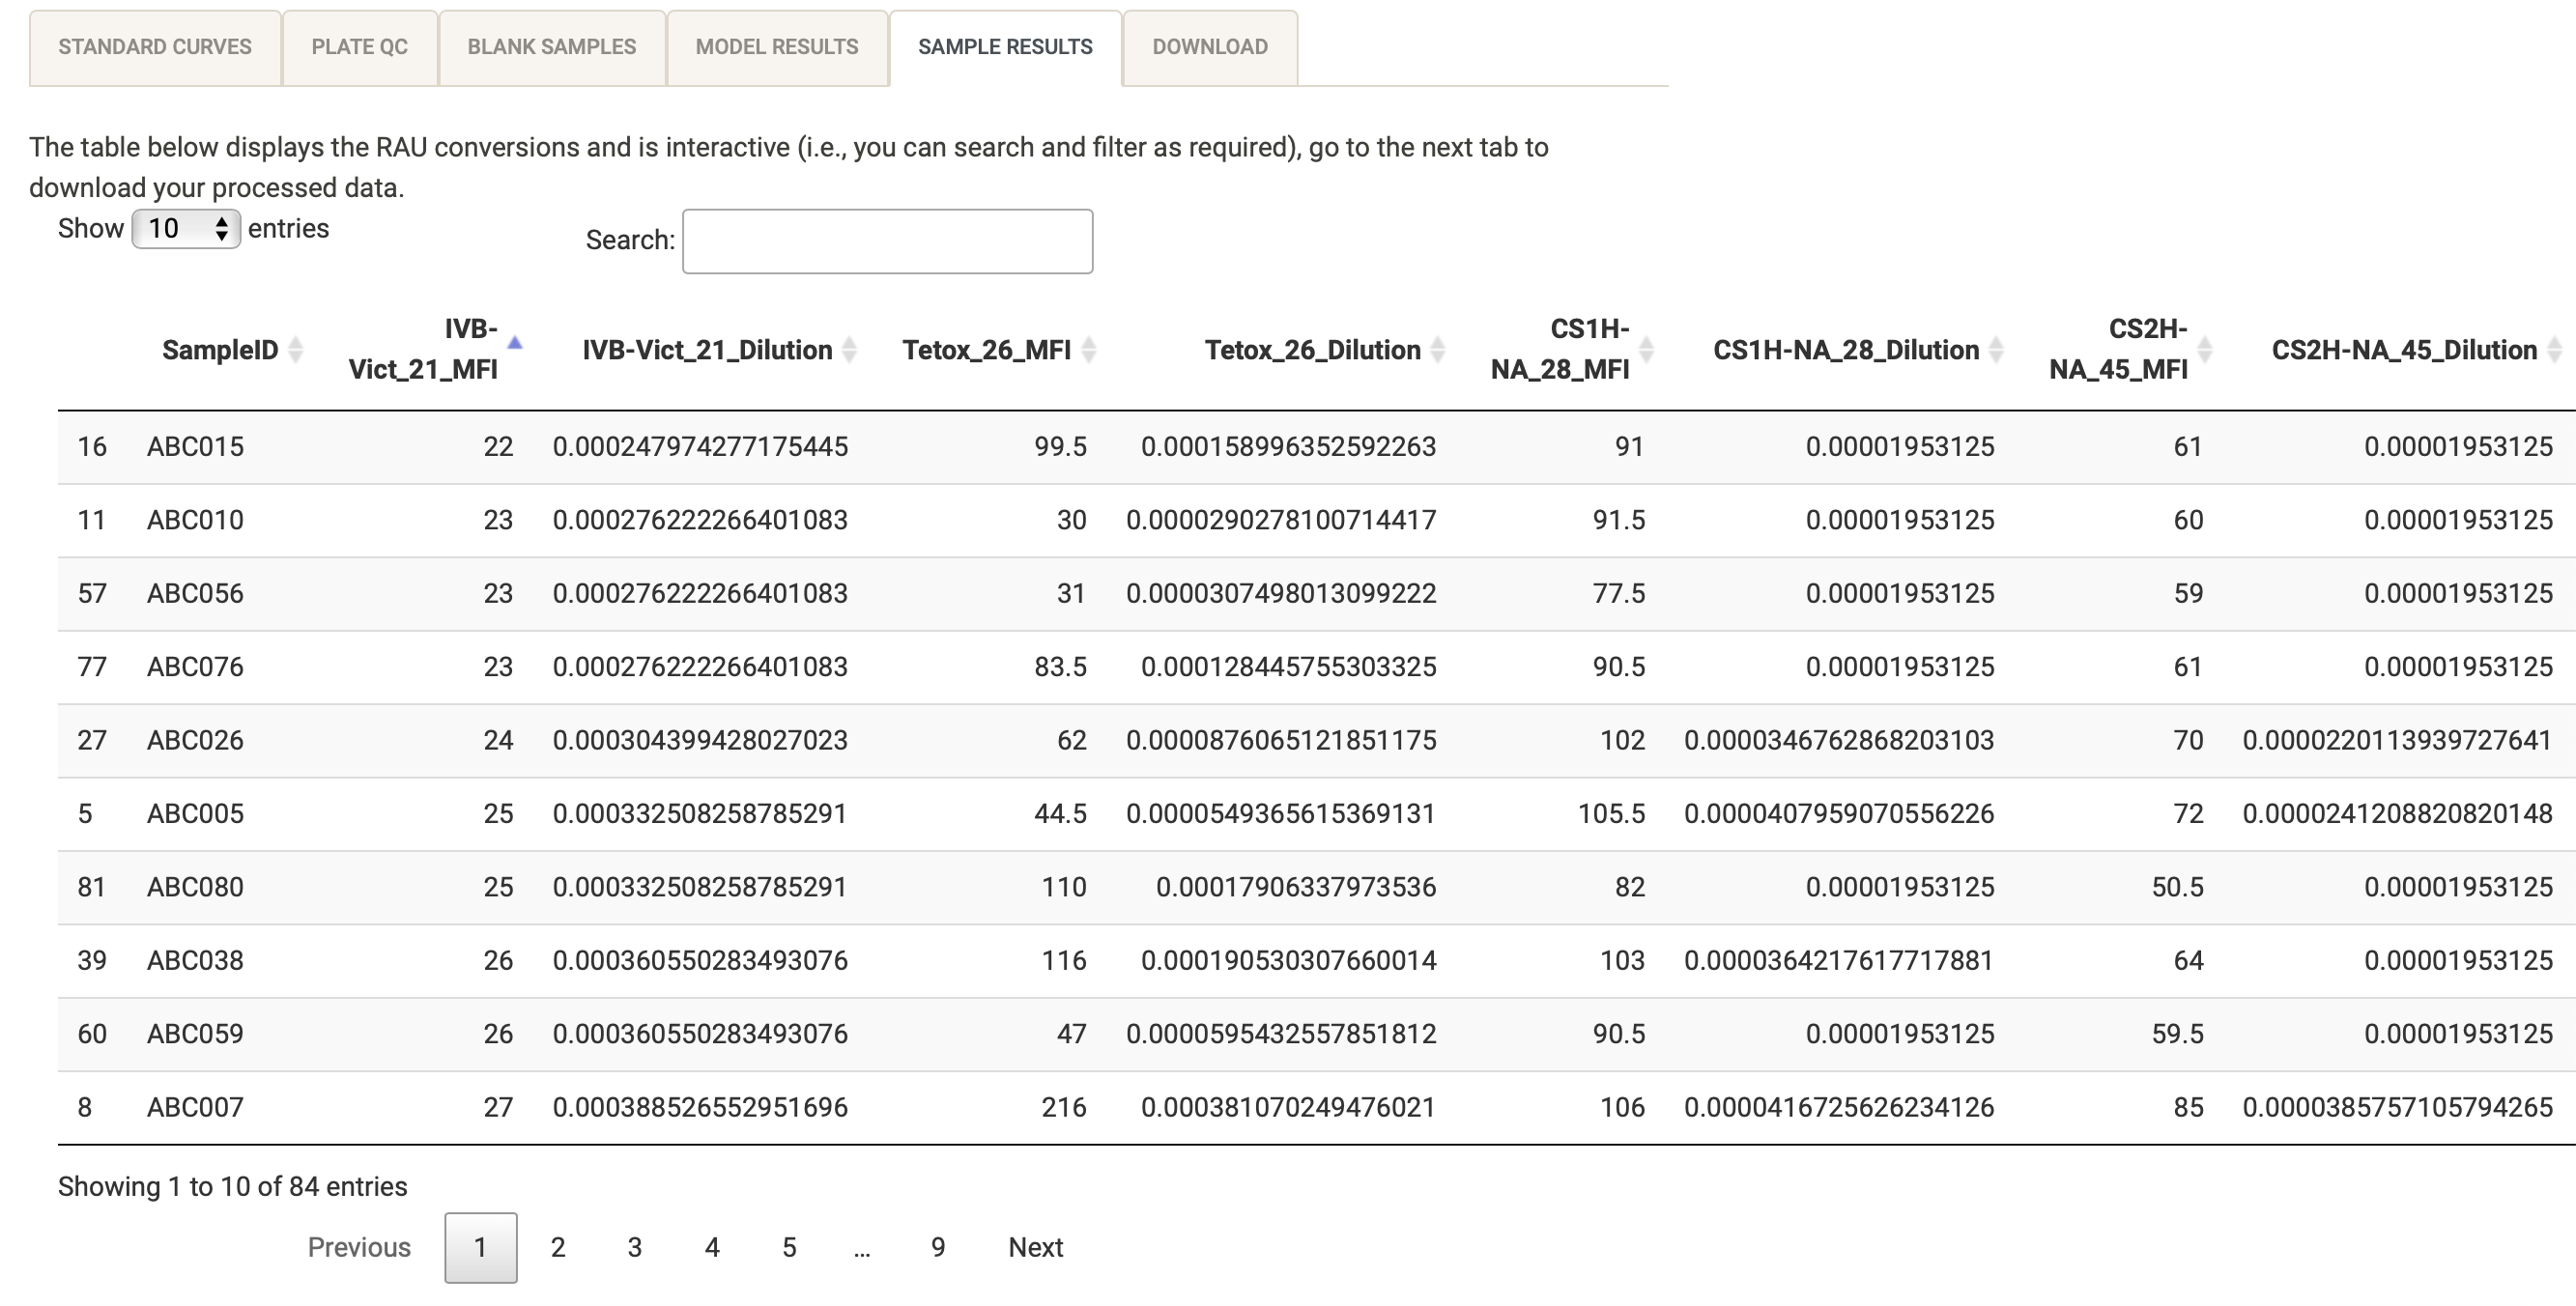 STANDARD CURVES PLATE QC BLANK SAMPLES MODEL RESULTS SAMPLE RESULTS DOWNLOAD
The table below displays the RAU conversions and is interactive (i.e., you can search and filter as required), go to the next tab to
download your processed data.
Show 10 entries Search:
SampleID IVB-Vict_21_MFI IVB-Vict_21_Dilution Tetox_26_MFI Tetox_26_Dilution CS1H-NA_28_MFI CS1H-NA_28_Dilution CS2H-NA_45_MFI CS2H-NA_45_Dilution
16 ABC015 22 0.000247974277175445 99.5 0.000158996352592263 91 0.00001953125 61 0.00001953125
11 ABC010 23 0.000276222266401083 30 0.0000290278100714417 91.5 0.00001953125 60 0.00001953125
57 ABC056 23 0.000276222266401083 31 0.0000307498013099222 77.5 0.00001953125 59 0.00001953125
77 ABC076 23 0.000276222266401083 83.5 0.000128445755303325 90.5 0.00001953125 61 0.00001953125
27 ABC026 24 0.000304399428027023 62 0.0000876065121851175 102 0.0000346762868203103 70 0.0000220113939727641
5 ABC005 25 0.000332508258785291 44.5 0.0000549365615369131 105.5 0.0000407959070556226 72 0.0000241208820820148
81 ABC080 25 0.000332508258785291 110 0.00017906337973536 82 0.00001953125 50.5 0.00001953125
39 ABC038 26 0.000360550283493076 116 0.000190530307660014 103 0.0000364217617717881 64 0.00001953125
60 ABC059 26 0.000360550283493076 47 0.0000595432557851812 90.5 0.00001953125 59.5 0.00001953125
8 ABC007 27 0.000388526552951696 216 0.000381070249476021 106 0.0000416725626234126 85 0.0000385757105794265
Showing 1 to 10 of 84 entries
Previous 1 2 3 4 5 … 9 Next